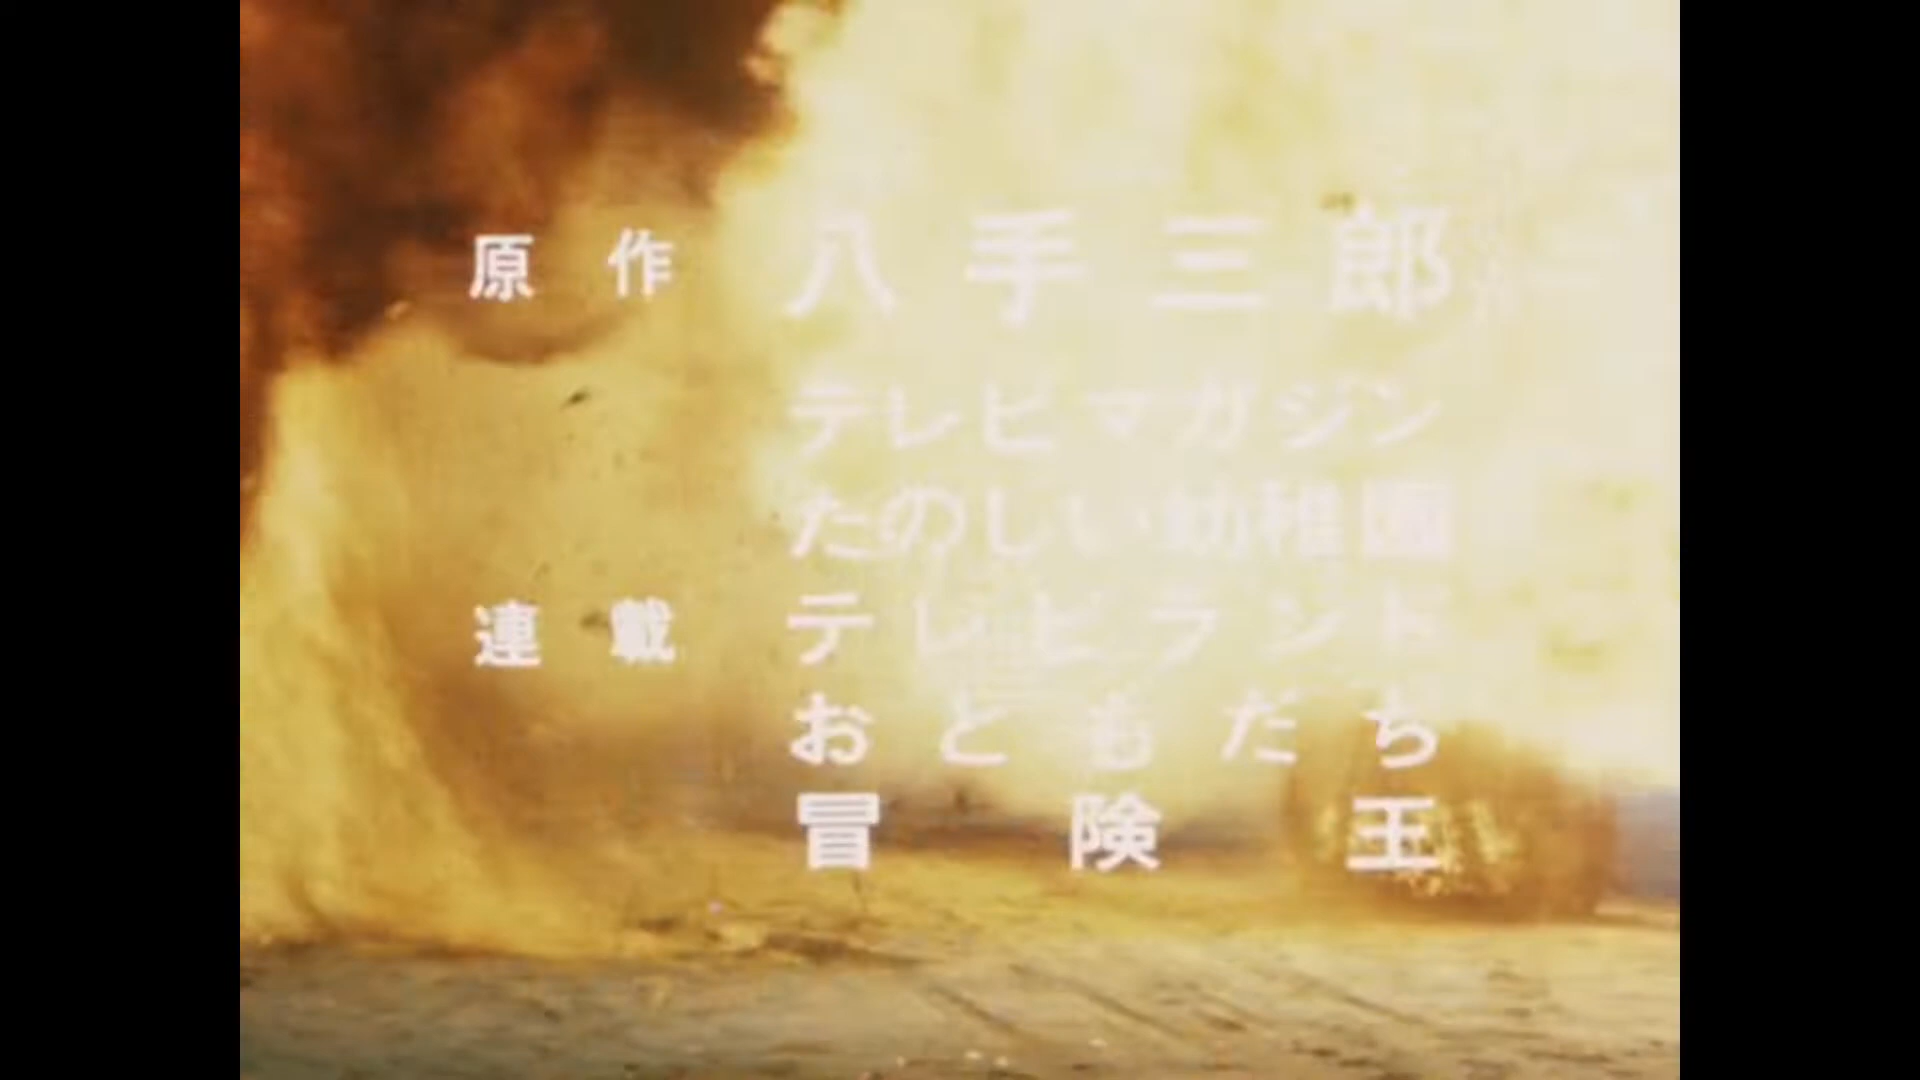 原作 八手三郎
テレビマガジン
たのしい幼稚園
連載 テレビランド
おともだち
冒険王